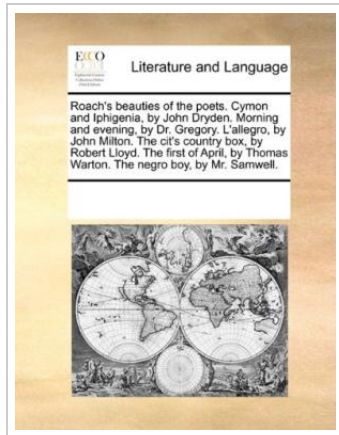 ECCO
Literature and Language
Roach's beauties of the poets. Cymon
and Iphigenia, by John Dryden. Morning
and evening, by Dr. Gregory. L'allegro, by
John Milton. The cit's country box, by
Robert Lloyd. The first of April, by Thomas
Warton. The negro boy, by Mr. Samwell.